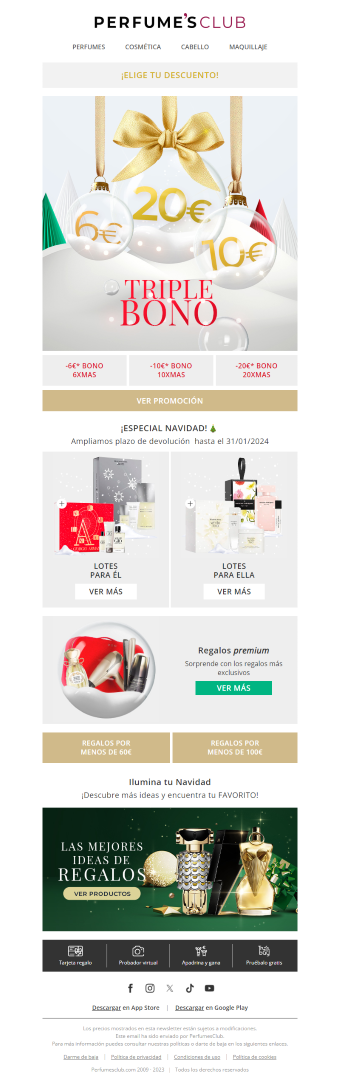 PERFUME'S CLUB
PERFUMES COSMÉTICA CABELLO MAQUILLAJE
¡ELIGE TU DESCUENTO!
6€
20€
10€
TRIPLE
BONO
-6€* BONO
6XMAS
-10€* BONO
10XMAS
-20€* BONO
20XMAS
VER PROMOCIÓN
¡ESPECIAL NAVIDAD!
Ampliamos plazo de devolución hasta el 31/01/2024
LOTES
PARA ÉL
VER MÁS
LOTES
PARA ELLA
VER MÁS
Regalos premium
Sorprende con los regalos más
exclusivos
VER MÁS
REGALOS POR
MENOS DE 60€
REGALOS POR
MENOS DE 100€
Ilumina tu Navidad
¡Descubre más ideas y encuentra tu FAVORITO!
LAS MEJORES
IDEAS DE
REGALOS
VER PRODUCTOS
Tarjeta regalo
Probador virtual
Apadrina y gana
Pruébalo gratis
Descargar en App Store | Descargar en Google Play
Los precios mostrados en esta newsletter están sujetos a modificaciones.
Este email ha sido enviado por PerfumesClub.
Para más información puedes consultar nuestras políticas o darte de baja en los siguientes enlaces.
Darme de baja | Política de privacidad | Condiciones de uso | Política de cookies
Perfumesclub.com 2009 - 2023 | Todos los derechos reservados